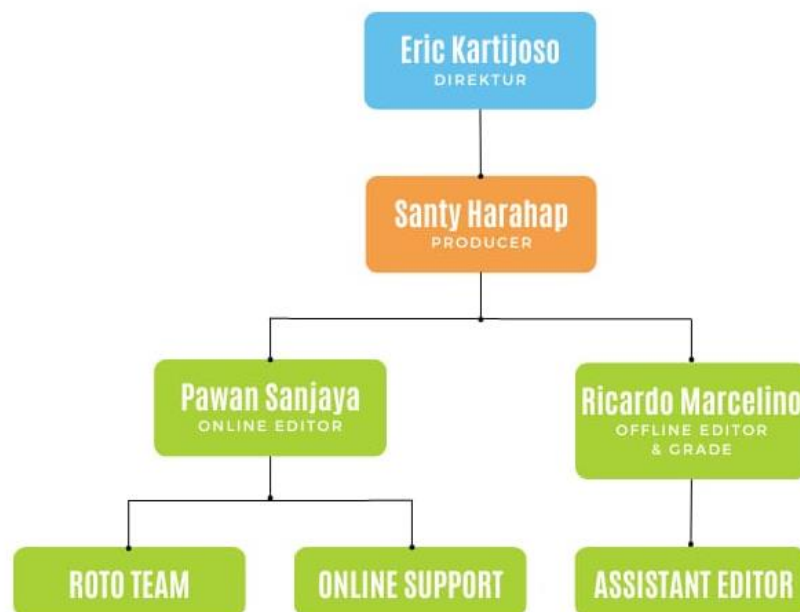 Eric Kartijoso
DIREKTUR
Santy Harahap
PRODUCER
Pawan Sanjaya
ONLINE EDITOR
Ricardo Marcelino
OFFLINE EDITOR
& GRADE
ROTO TEAM
ONLINE SUPPORT
ASSISTANT EDITOR